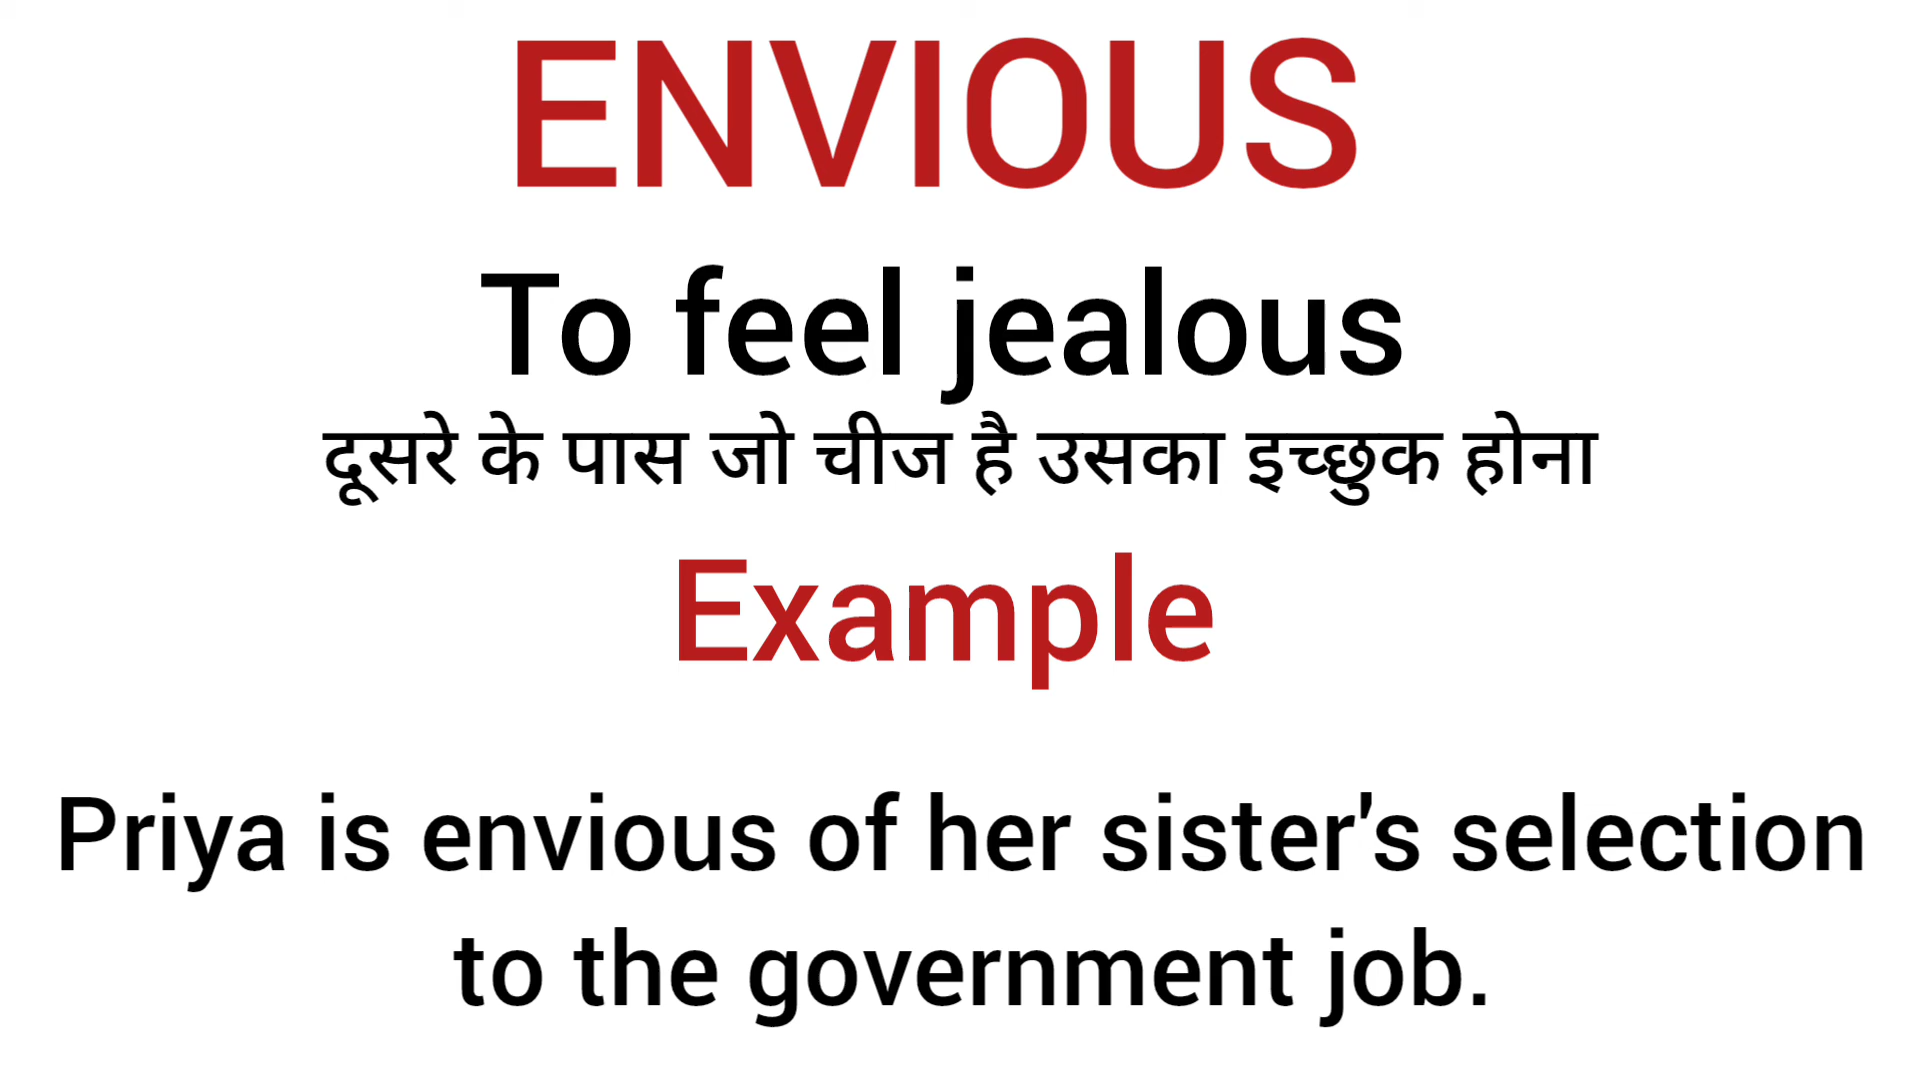 ENVIOUS
To feel jealous
दूसरे के पास जो चीज है उसका इच्छुक होना
Example
Priya is envious of her sister's selection
to the government job.